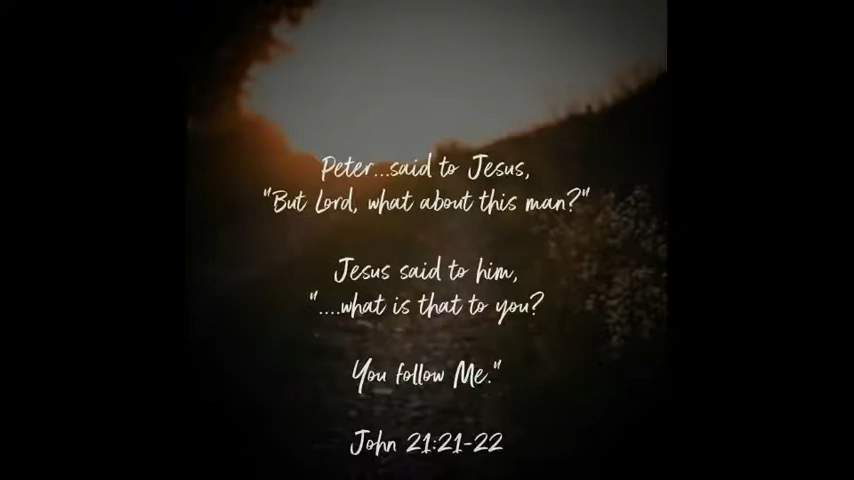 Peter...said to Jesus,
"But Lord, what about this man?"
Jesus said to him,
"....what is that to you?
You follow Me."
John 21:21-22